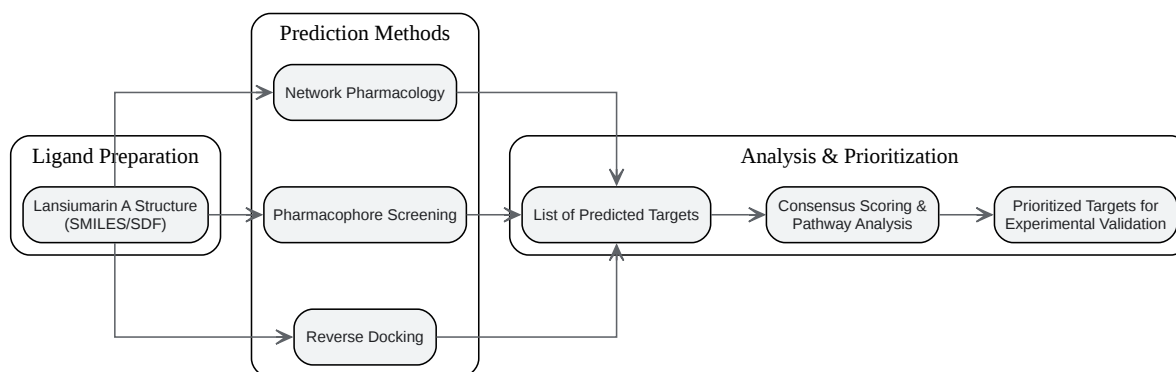 Prediction Methods
Network Pharmacology
Ligand Preparation
Analysis & Prioritization
Lansiumarin A Structure
(SMILES/SDF)
Pharmacophore Screening
List of Predicted Targets
Consensus Scoring &
Pathway Analysis
Prioritized Targets for
Experimental Validation
Reverse Docking